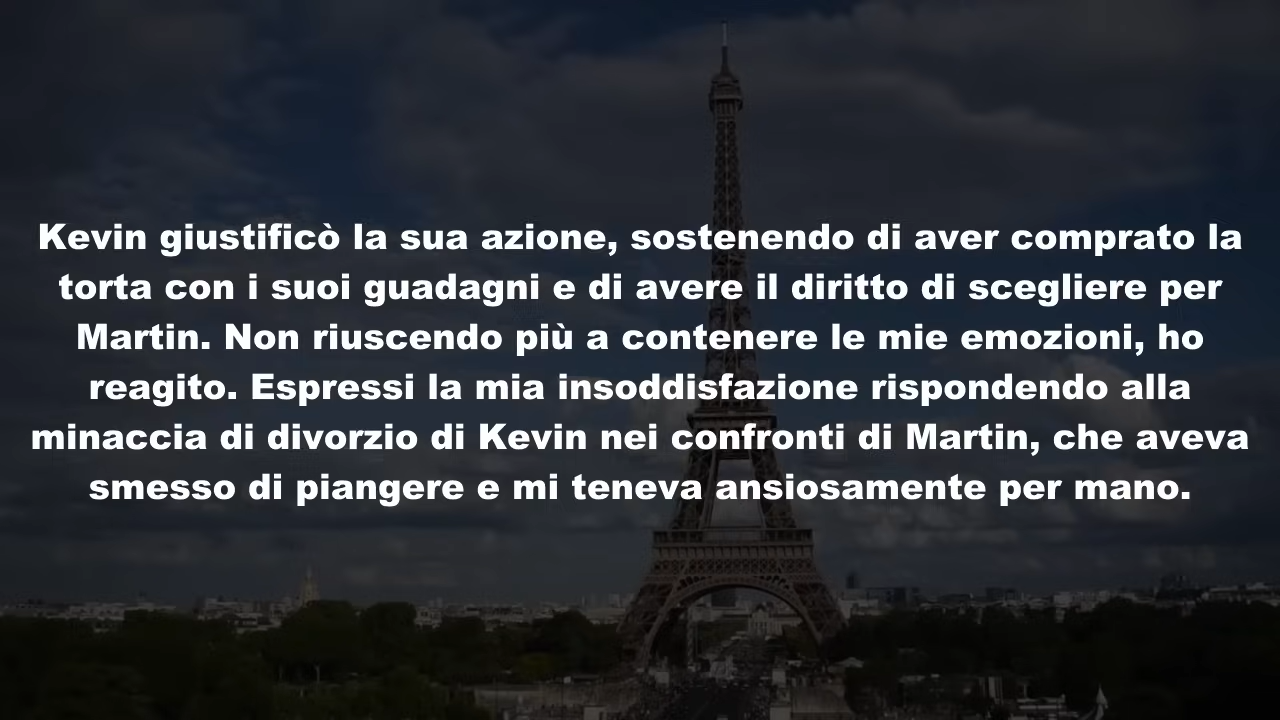 Kevin giustificò la sua azione, sostenendo di aver comprato la
torta con i suoi guadagni e di avere il diritto di scegliere per
Martin. Non riuscendo più a contenere le mie emozioni, ho
reagito. Espressi la mia insoddisfazione rispondendo alla
minaccia di divorzio di Kevin nei confronti di Martin, che aveva
smesso di piangere e mi teneva ansiosamente per mano.